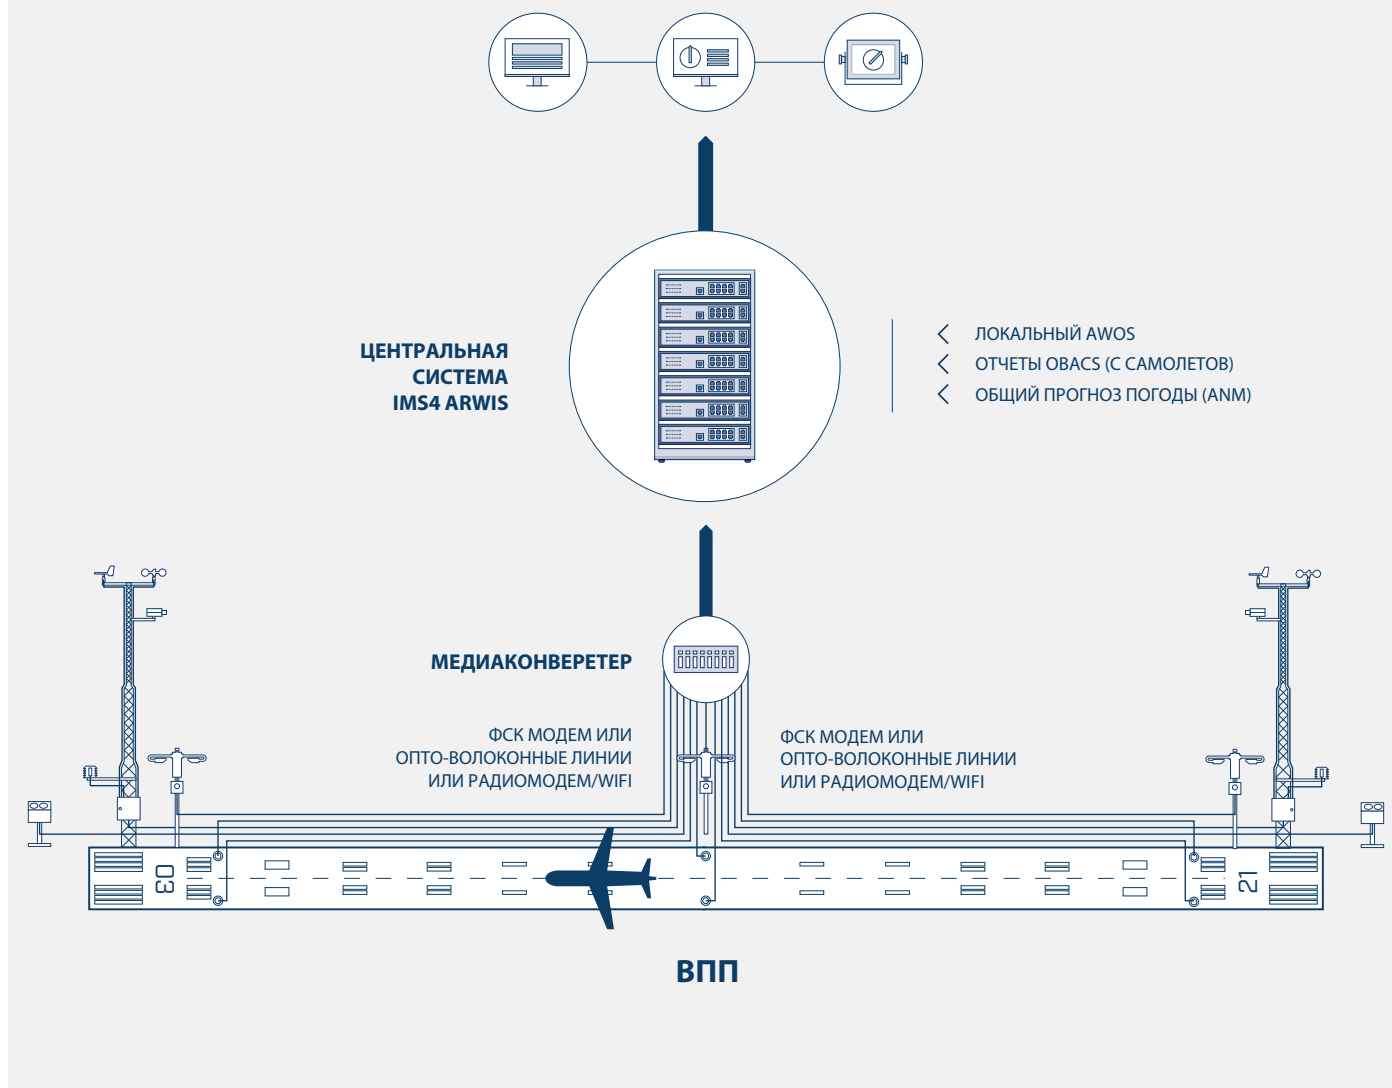 ЦЕНТРАЛЬНАЯ
СИСТЕМА
IMS4 ARWIS
ЛОКАЛЬНЫЙ AWOS
ОТЧЕТЫ OBACS (С САМОЛЕТОВ)
ОБЩИЙ ПРОГНОЗ ПОГОДЫ (ANM)
МЕДИАКОНВЕРЕТЕР
ФСК МОДЕМ ИЛИ
ОПТО-ВОЛОКОННЫЕ ЛИНИИ
ИЛИ РАДИОМОДЕМ/WIFI
ФСК МОДЕМ ИЛИ
ОПТО-ВОЛОКОННЫЕ ЛИНИИ
ИЛИ РАДИОМОДЕМ/WIFI
03
21
ВПП